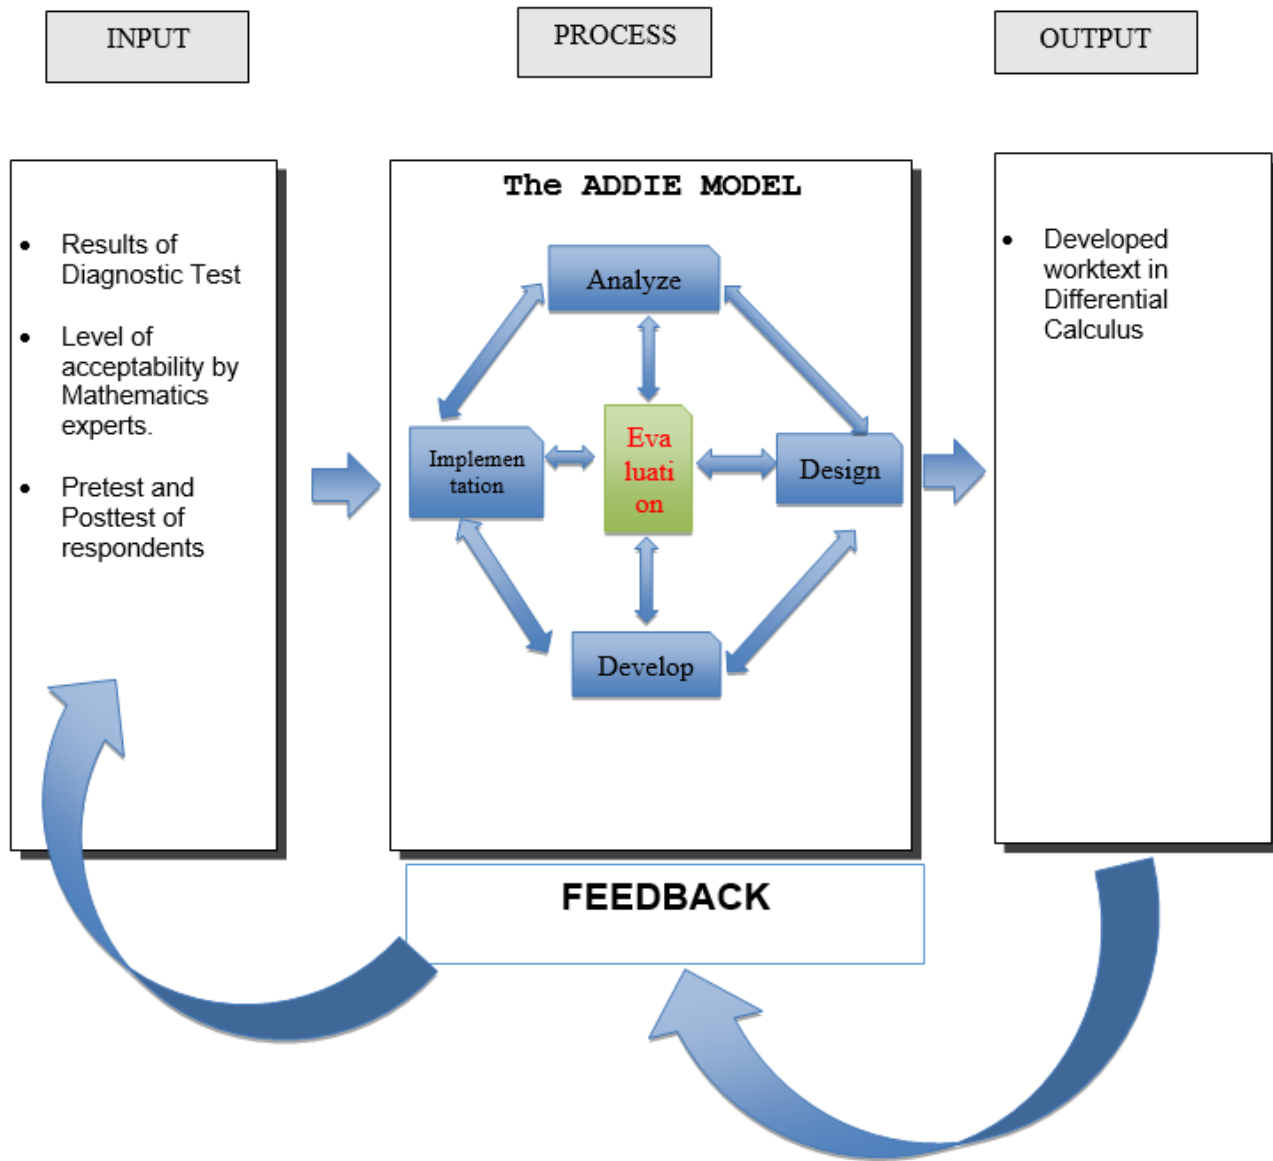 INPUT
PROCESS
OUTPUT
• Results of
Diagnostic Test
• Level of
acceptability by
Mathematics
experts.
• Pretest and
Posttest of
respondents
The ADDIE MODEL
Analyze
Implemen
tation
Eva
luati
on
Design
Develop
• Developed
worktext in
Differential
Calculus
FEEDBACK